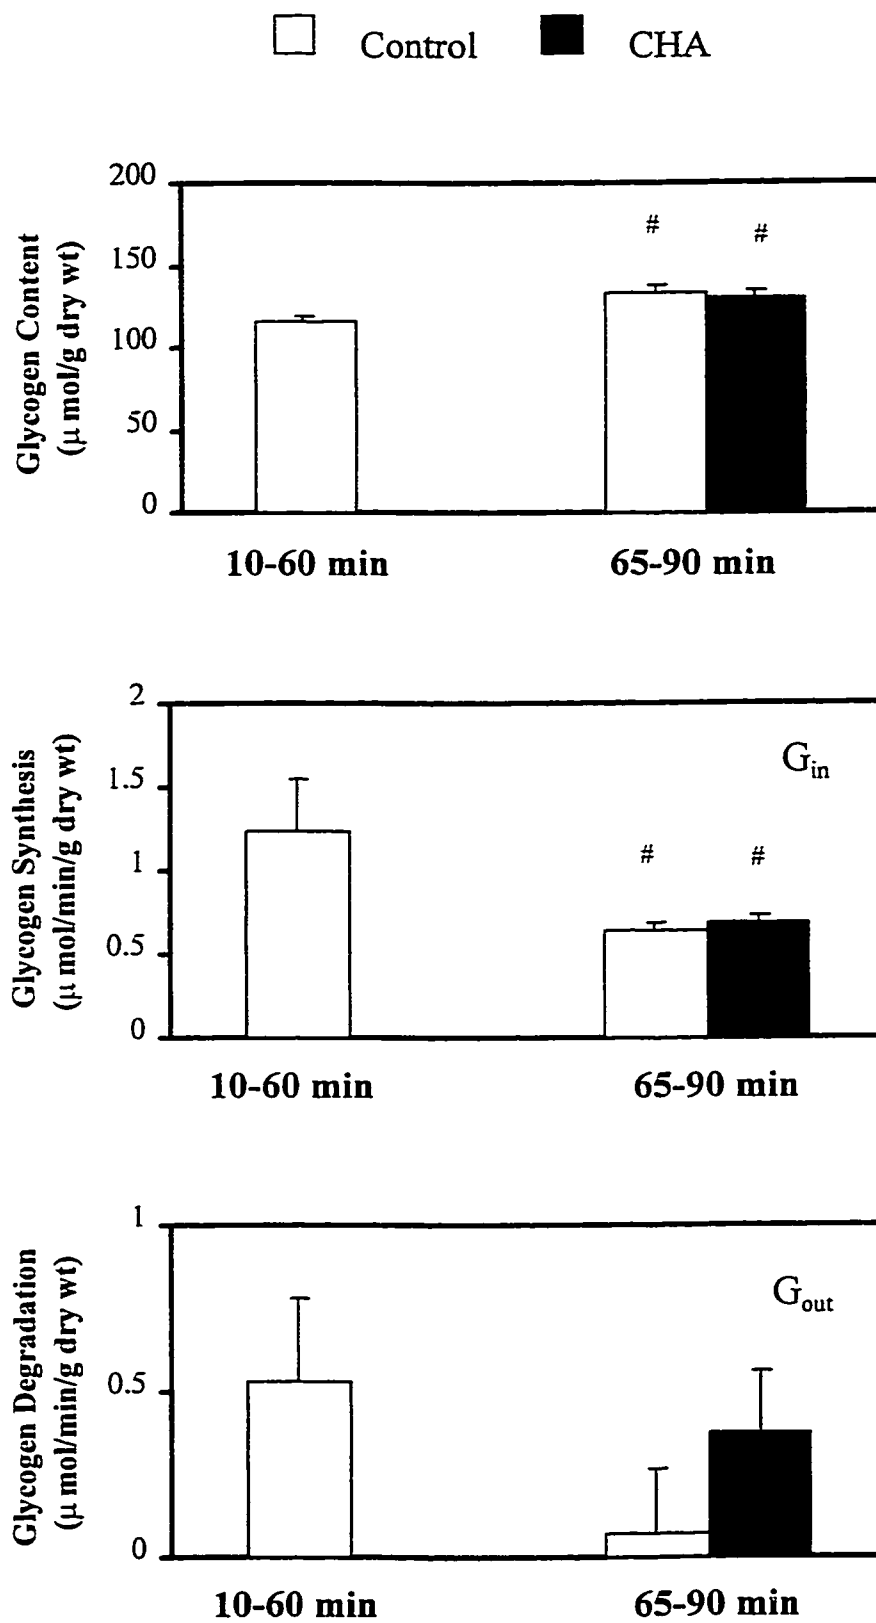 Control CHA
200
150
100
50
0
Glycogen Content
(μ mol/g dry wt)
# #
10-60 min 65-90 min
2
1.5
1
0.5
0
Glycogen Synthesis
(μ mol/min/g dry wt)
Gin
# #
10-60 min 65-90 min
1
0.5
0
Glycogen Degradation
(μ mol/min/g dry wt)
Gout
10-60 min 65-90 min